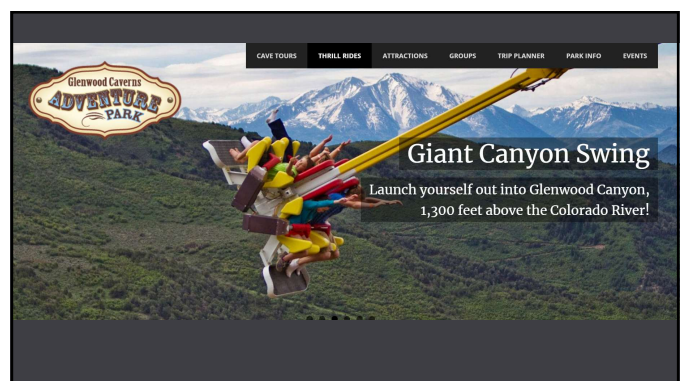 CAVE TOURS THRILL RIDES ATTRACTIONS GROUPS TRIP PLANNER PARK INFO EVENTS
Glenwood Caverns
ADVENTURE
PARK
Giant Canyon Swing
Launch yourself out into Glenwood Canyon,
1,300 feet above the Colorado River!